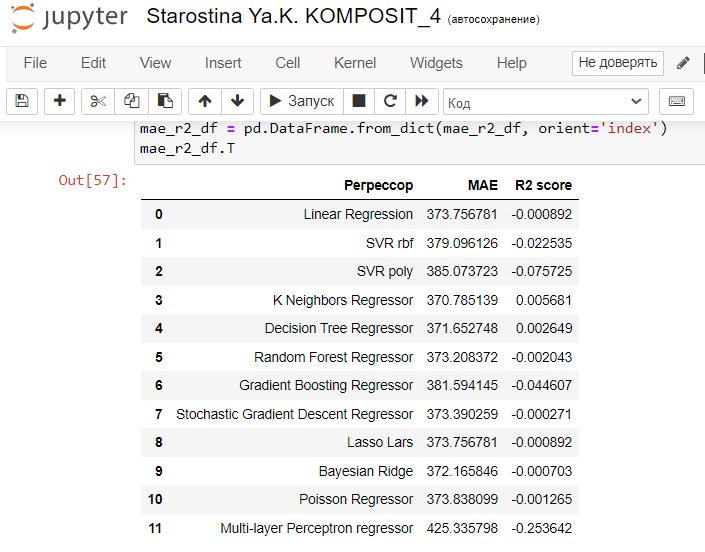 jupyter Starostina Ya.K. KOMPOSIT_4 (автосохранение)
File Edit View Insert Cell Kernel Widgets Help Не доверять
Запуск Код
mae_r2_df = pd.DataFrame.from_dict(mae_r2_df, orient='index')
mae_r2_df.T
Out[57]:
Регрессор MAE R2 score
0 Linear Regression 373.756781 -0.000892
1 SVR rbf 379.096126 -0.022535
2 SVR poly 385.073723 -0.075725
3 K Neighbors Regressor 370.785139 0.005681
4 Decision Tree Regressor 371.652748 0.002649
5 Random Forest Regressor 373.208372 -0.002043
6 Gradient Boosting Regressor 381.594145 -0.044607
7 Stochastic Gradient Descent Regressor 373.390259 -0.000271
8 Lasso Lars 373.756781 -0.000892
9 Bayesian Ridge 372.165846 -0.000703
10 Poisson Regressor 373.838099 -0.001265
11 Multi-layer Perceptron regressor 425.335798 -0.253642